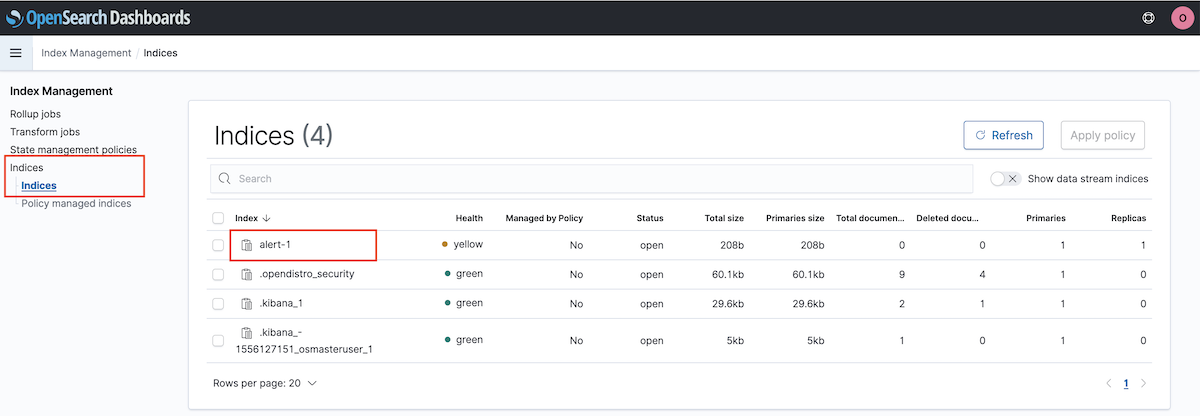 OpenSearch Dashboards
O
Index Management / Indices
Index Management
Rollup jobs
Transform jobs
State management policies
Indices
Indices
Policy managed indices
Indices (4)
Refresh
Apply policy
Search
Show data stream indices
Index Health Managed by Policy Status Total size Primaries size Total documen... Deleted docu... Primaries Replicas
alert-1 yellow No open 208b 208b 0 0 1 1
.opendistro_security green No open 60.1kb 60.1kb 9 4 1 0
.kibana_1 green No open 29.6kb 29.6kb 2 1 1 0
.kibana_-
1556127151_osmasteruser_1 green No open 5kb 5kb 1 0 1 0
Rows per page: 20
1